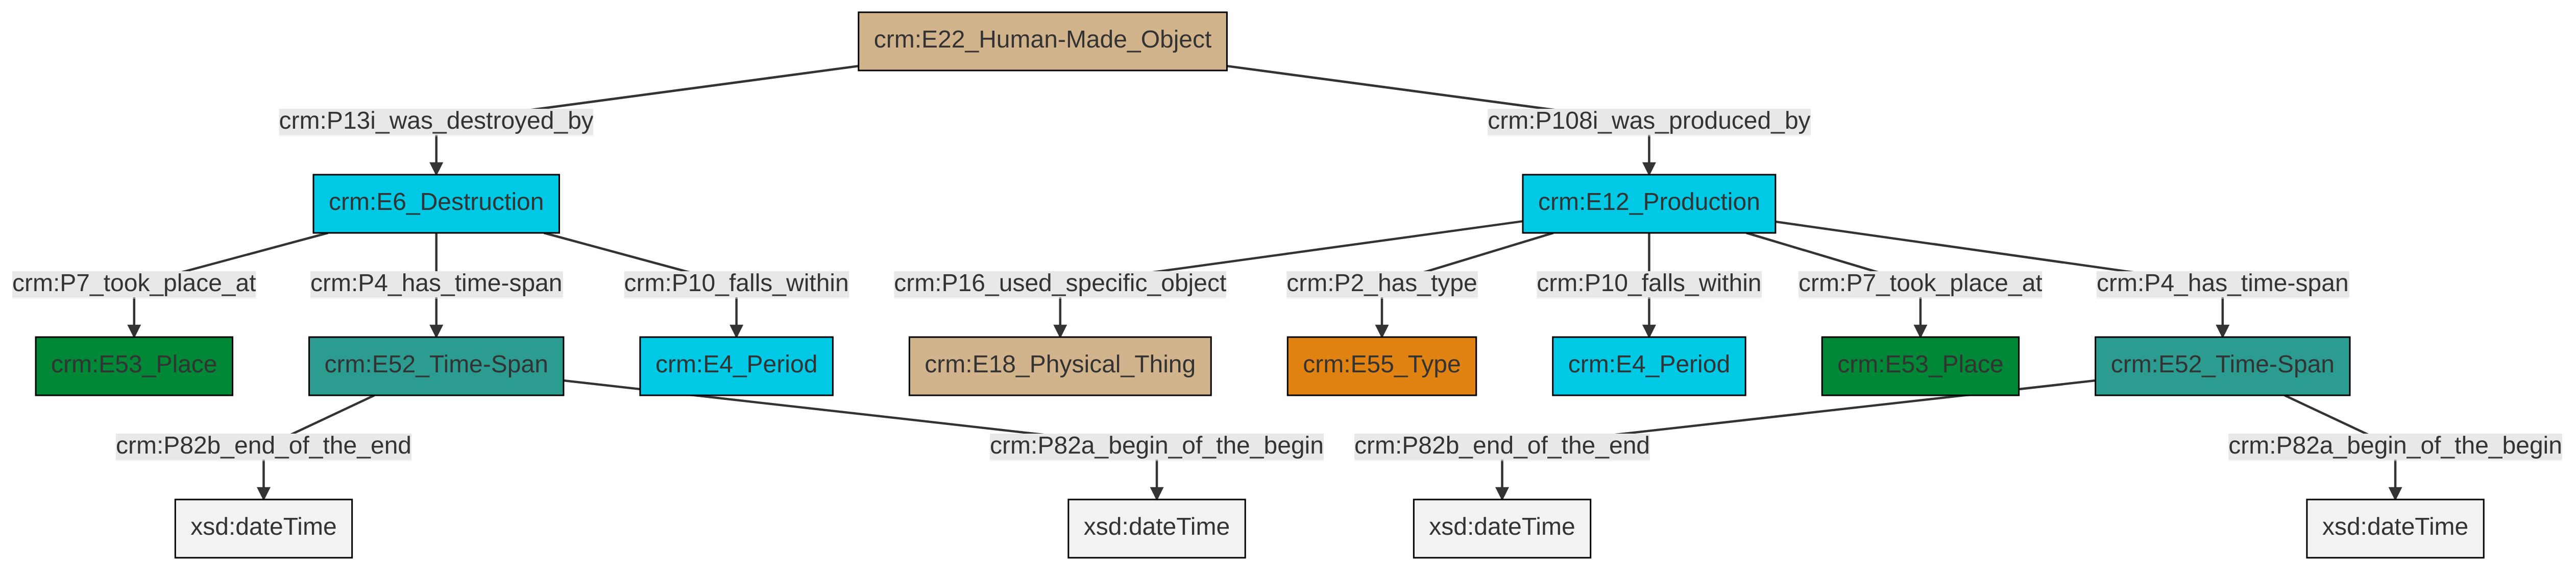 crm:E22_Human-Made_Object
crm:P13i_was_destroyed_by
crm:P108i_was_produced_by
crm:E6_Destruction
crm:E12_Production
crm:P7_took_place_at
crm:P4_has_time-span
crm:P10_falls_within
crm:P16_used_specific_object
crm:P2_has_type
crm:P10_falls_within
crm:P7_took_place_at
crm:P4_has_time-span
crm:E53_Place
crm:E52_Time-Span
crm:E4_Period
crm:E18_Physical_Thing
crm:E55_Type
crm:E4_Period
crm:E53_Place
crm:E52_Time-Span
crm:P82b_end_of_the_end
crm:P82a_begin_of_the_begin
crm:P82b_end_of_the_end
crm:P82a_begin_of_the_begin
xsd:dateTime
xsd:dateTime
xsd:dateTime
xsd:dateTime